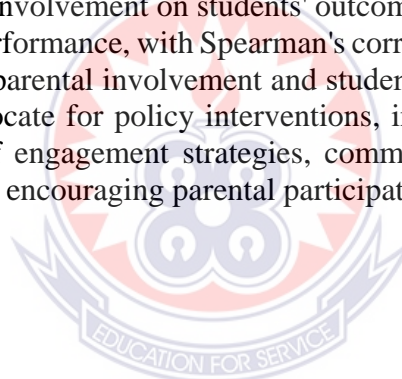 involvement on students' outcom
rformance, with Spearman's corr
parental involvement and studen
ocate for policy interventions, i
engagement strategies, comm
encouraging parental participat
EDUCATION FOR SERVICE